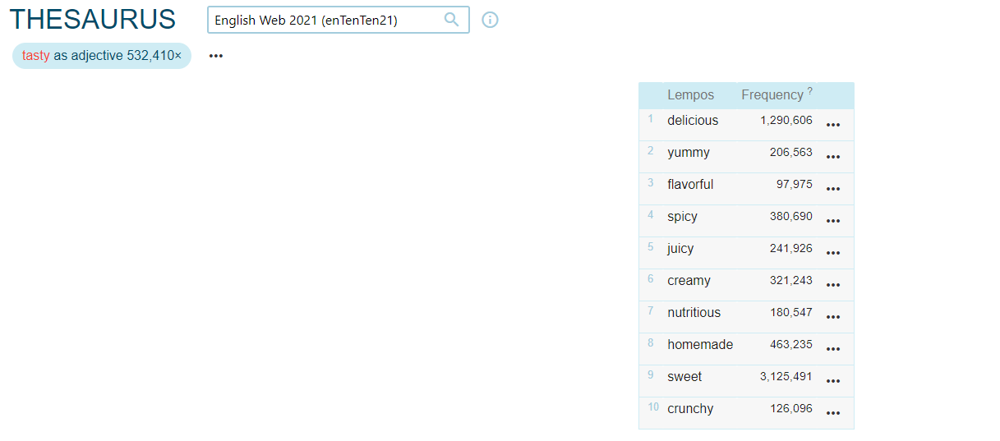 THESAURUS English Web 2021 (enTenTen21)
tasty as adjective 532,410× •••
Lempos Frequency ?
1 delicious 1,290,606 •••
2 yummy 206,563 •••
3 flavorful 97,975 •••
4 spicy 380,690 •••
5 juicy 241,926 •••
6 creamy 321,243 •••
7 nutritious 180,547 •••
8 homemade 463,235 •••
9 sweet 3,125,491 •••
10 crunchy 126,096 •••